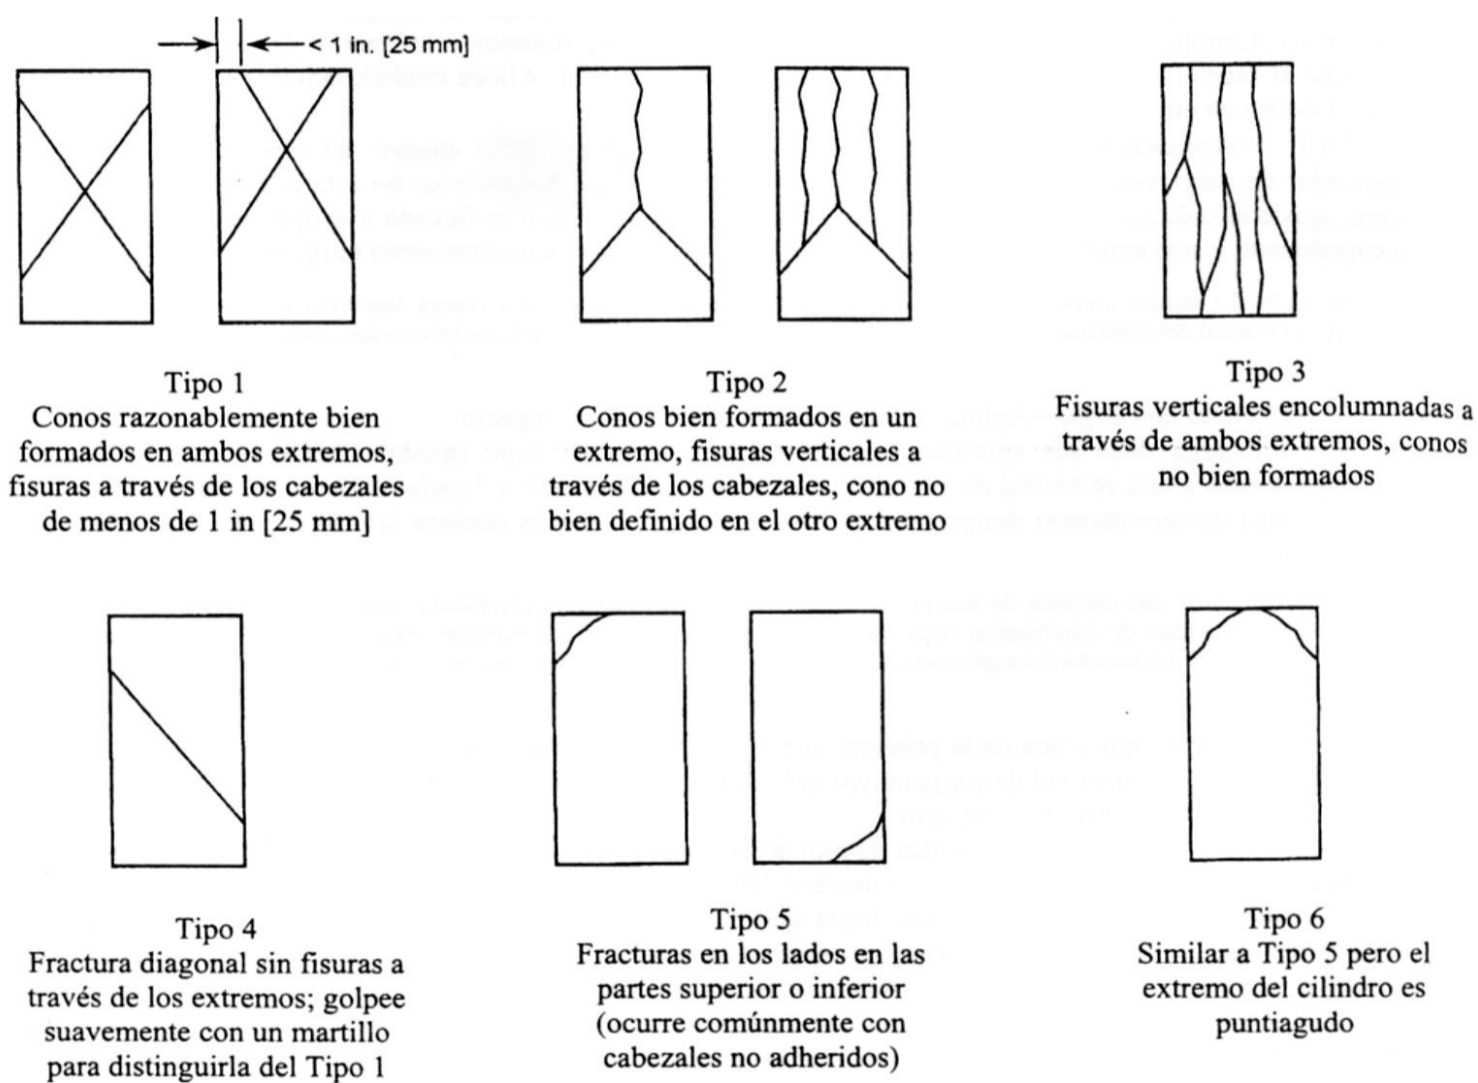 < 1 in. [25 mm]
Tipo 1
Conos razonablemente bien
formados en ambos extremos,
fisuras a través de los cabezales
de menos de 1 in [25 mm]
Tipo 2
Conos bien formados en un
extremo, fisuras verticales a
través de los cabezales, cono no
bien definido en el otro extremo
Tipo 3
Fisuras verticales encolumnadas a
través de ambos extremos, conos
no bien formados
Tipo 4
Fractura diagonal sin fisuras a
través de los extremos; golpee
suavemente con un martillo
para distinguirla del Tipo 1
Tipo 5
Fracturas en los lados en las
partes superior o inferior
(ocurre comúnmente con
cabezales no adheridos)
Tipo 6
Similar a Tipo 5 pero el
extremo del cilindro es
puntiagudo